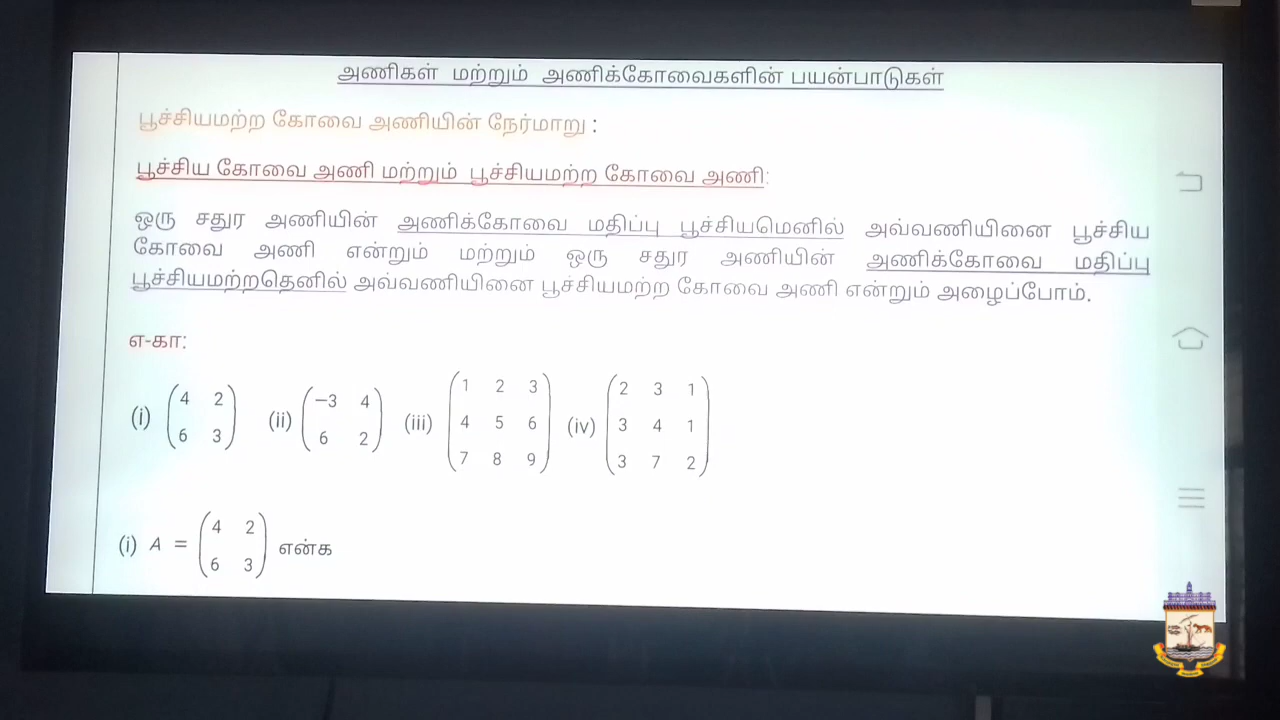 அணிகள் மற்றும் அணிக்கோவைகளின் பயன்பாடுகள்
பூச்சியமற்ற கோவை அணியின் நேர்மாறு :
பூச்சிய கோவை அணி மற்றும் பூச்சியமற்ற கோவை அணி:
ஒரு சதுர அணியின் அணிக்கோவை மதிப்பு பூச்சியமெனில் அவ்வணியினை பூச்சிய
கோவை அணி என்றும் மற்றும் ஒரு சதுர அணியின் அணிக்கோவை மதிப்பு
பூச்சியமற்றதெனில் அவ்வணியினை பூச்சியமற்ற கோவை அணி என்றும் அழைப்போம்.
எ-கா:
(i) (4 2 (ii) (−3 4 (iii) (1 2 3 (iv) (2 3 1
6 3) 6 2) 4 5 6 3 4 1
7 8 9) 3 7 2)
(i) A = (4 2
6 3) என்க